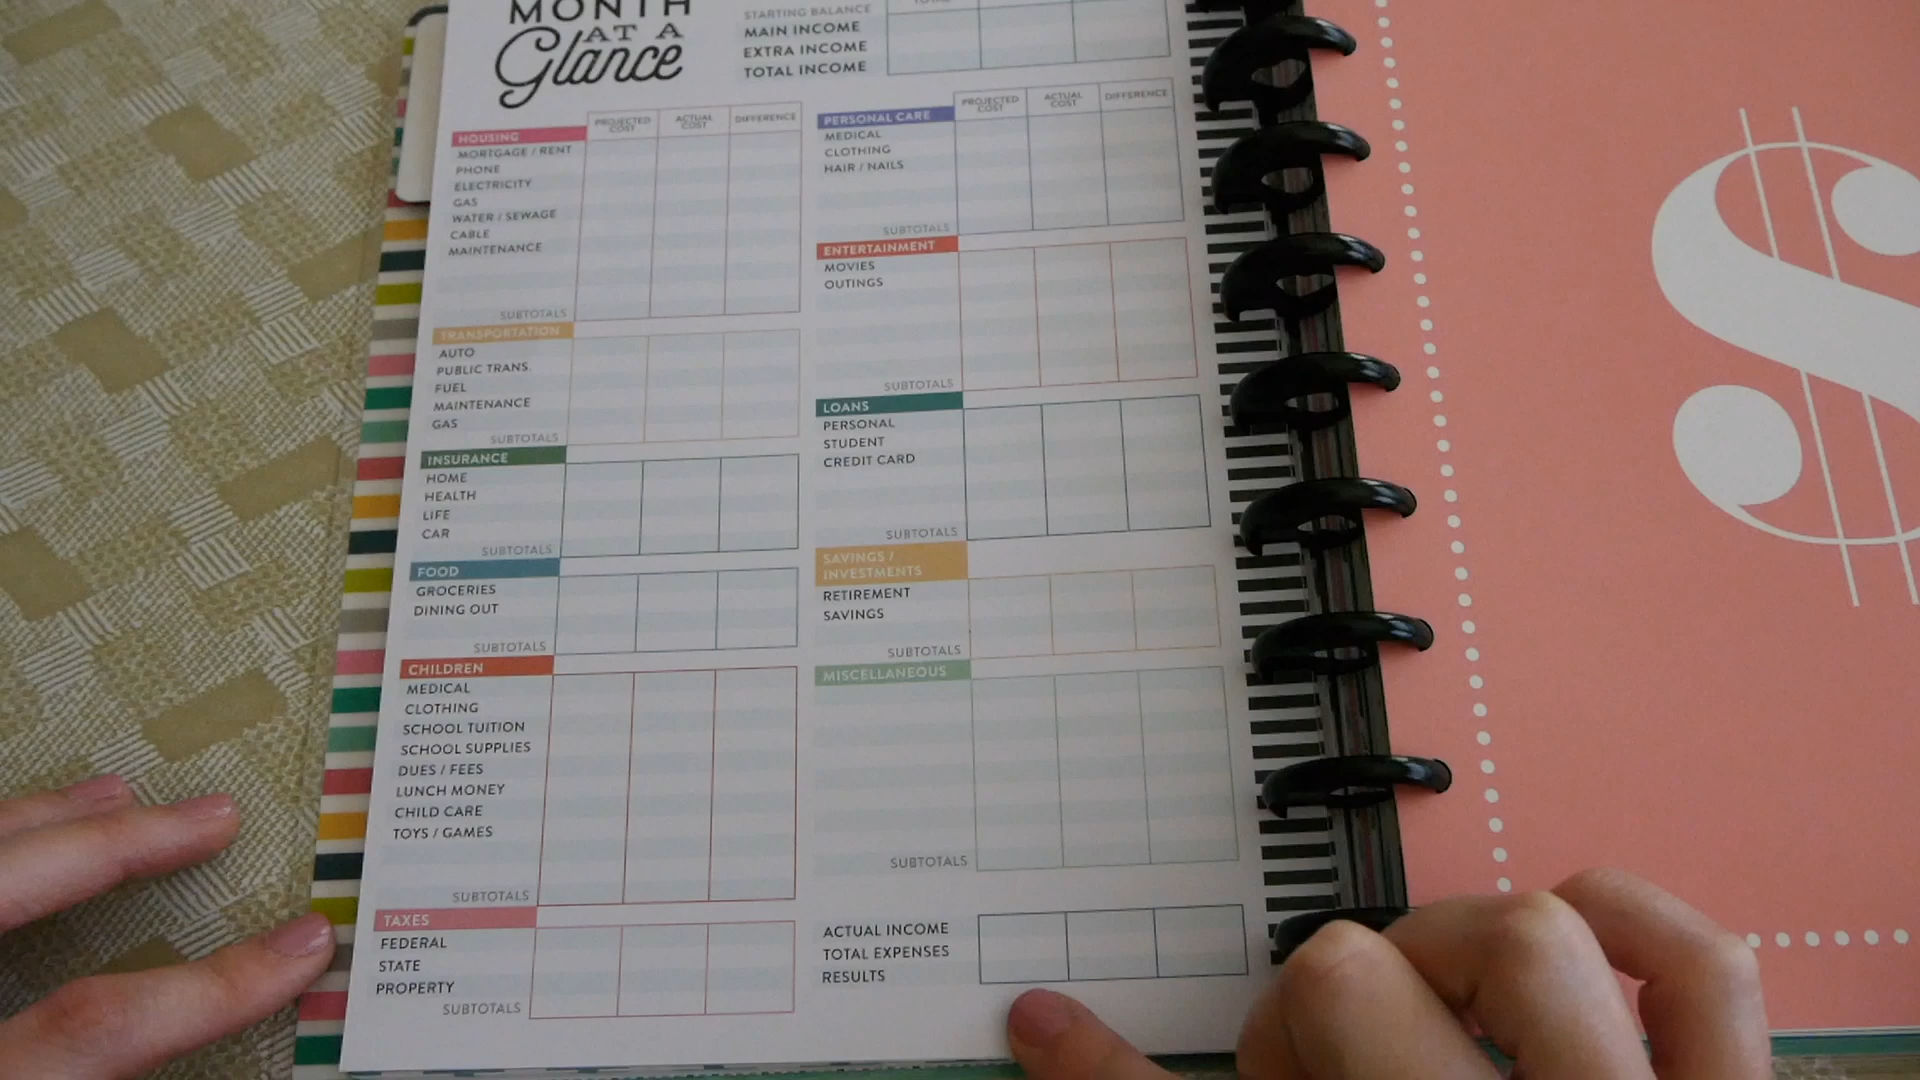 MONTH
AT A
Glance
STARTING BALANCE
MAIN INCOME
EXTRA INCOME
TOTAL INCOME
PROJECTED COST
ACTUAL COST
DIFFERENCE
HOUSING
MORTGAGE / RENT
PHONE
ELECTRICITY
GAS
WATER / SEWAGE
CABLE
MAINTENANCE
SUBTOTALS
TRANSPORTATION
AUTO
PUBLIC TRANS.
FUEL
MAINTENANCE
GAS
SUBTOTALS
INSURANCE
HOME
HEALTH
LIFE
CAR
SUBTOTALS
FOOD
GROCERIES
DINING OUT
SUBTOTALS
CHILDREN
MEDICAL
CLOTHING
SCHOOL TUITION
SCHOOL SUPPLIES
DUES / FEES
LUNCH MONEY
CHILD CARE
TOYS / GAMES
SUBTOTALS
TAXES
FEDERAL
STATE
PROPERTY
SUBTOTALS
PROJECTED COST
ACTUAL COST
DIFFERENCE
PERSONAL CARE
MEDICAL
CLOTHING
HAIR / NAILS
SUBTOTALS
ENTERTAINMENT
MOVIES
OUTINGS
SUBTOTALS
LOANS
PERSONAL
STUDENT
CREDIT CARD
SUBTOTALS
SAVINGS /
INVESTMENTS
RETIREMENT
SAVINGS
SUBTOTALS
MISCELLANEOUS
SUBTOTALS
ACTUAL INCOME
TOTAL EXPENSES
RESULTS
$